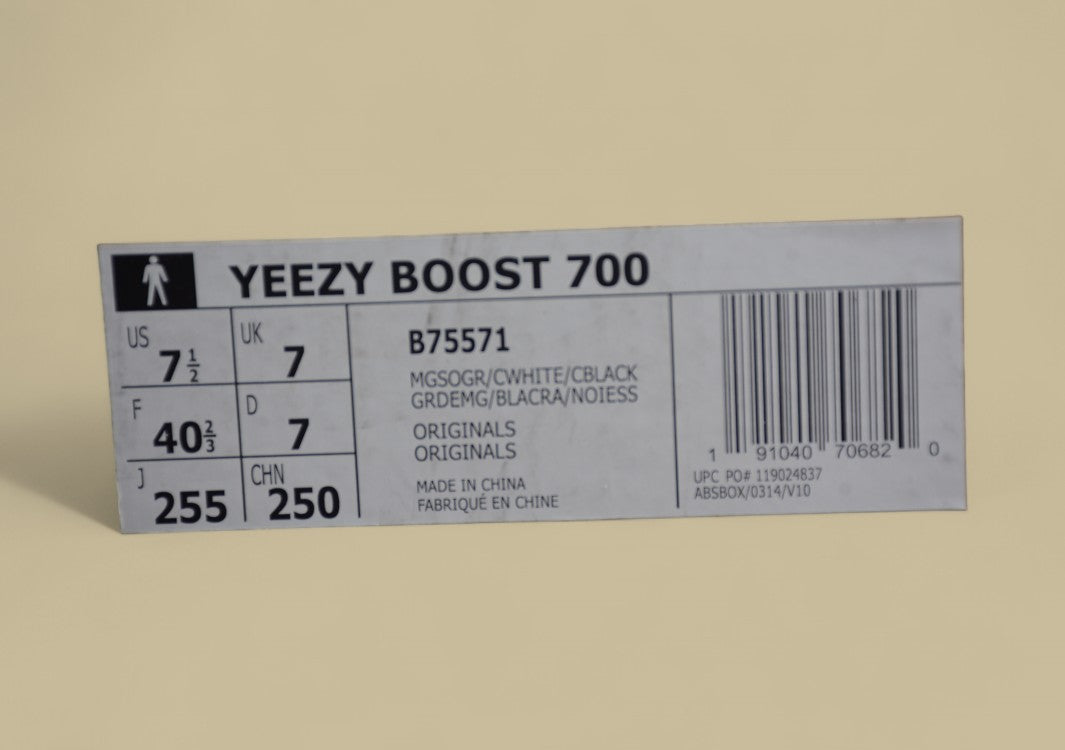 YEEZY BOOST 700
US 7 1/2
UK 7
F 40 2/3
D 7
J 255
CHN 250
B75571
MGSOGR/CWHITE/CBLACK
GRDEMG/BLACRA/NOIESS
ORIGINALS
ORIGINALS
MADE IN CHINA
FABRIQUÉ EN CHINE
1 91040 70682 0
UPC PO# 119024837
ABSBOX/0314/V10